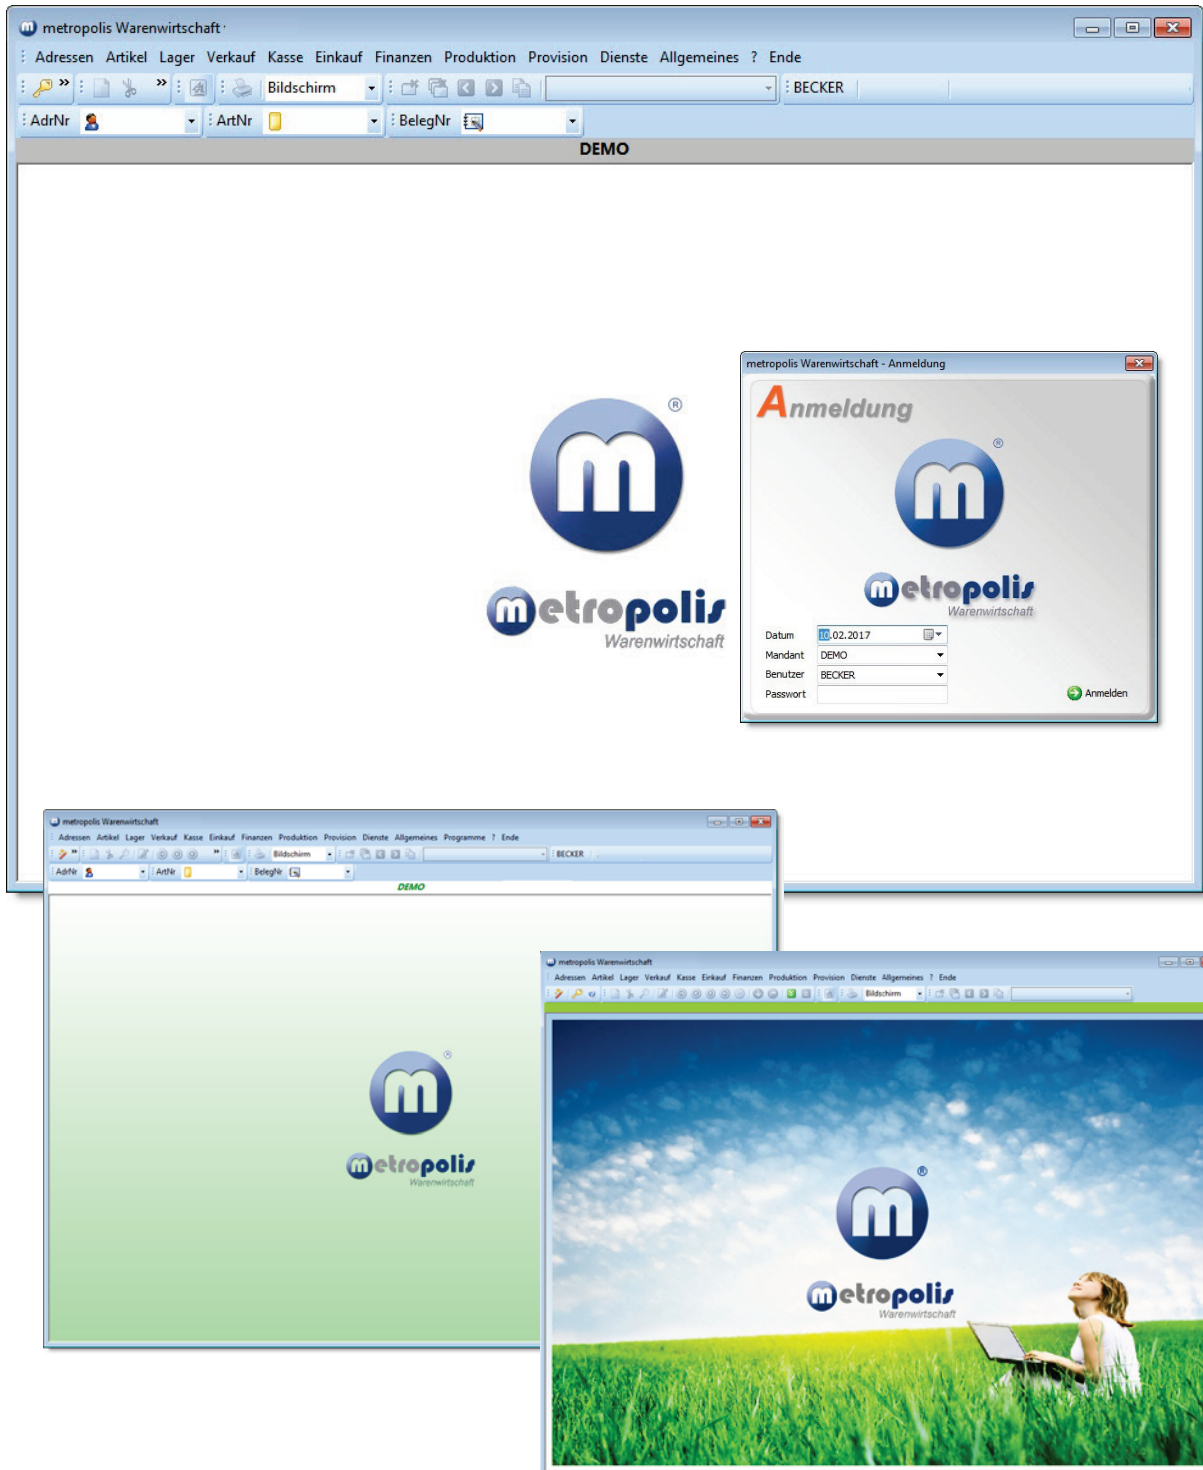 metropolis Warenwirtschaft
Adressen Artikel Lager Verkauf Kasse Einkauf Finanzen Produktion Provision Dienste Allgemeines ? Ende
Bildschirm BECKER
AdrNr ArtNr BelegNr
DEMO
m ®
metropolis
Warenwirtschaft
metropolis Warenwirtschaft - Anmeldung
Anmeldung
m ®
metropolis
Warenwirtschaft
Datum 10.02.2017
Mandant DEMO
Benutzer BECKER
Passwort
Anmelden
metropolis Warenwirtschaft
Adressen Artikel Lager Verkauf Kasse Einkauf Finanzen Produktion Provision Dienste Allgemeines Programme ? Ende
Bildschirm BECKER
AdrNr ArtNr BelegNr
DEMO
m ®
metropolis
Warenwirtschaft
metropolis Warenwirtschaft
Adressen Artikel Lager Verkauf Kasse Einkauf Finanzen Produktion Provision Dienste Allgemeines ? Ende
Bildschirm
m ®
metropolis
Warenwirtschaft